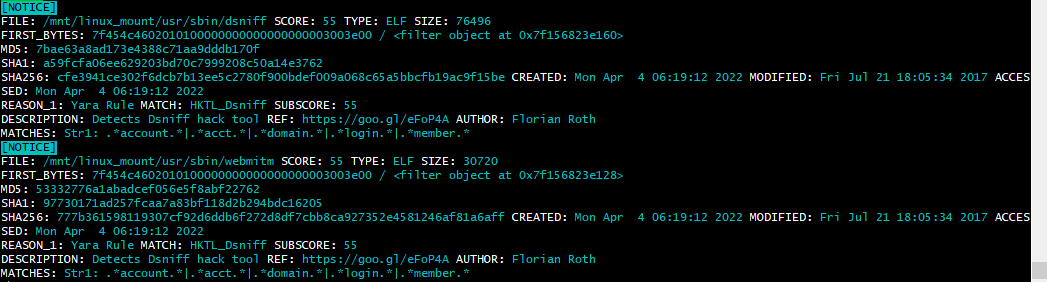 [NOTICE]
FILE: /mnt/linux_mount/usr/sbin/dsniff SCORE: 55 TYPE: ELF SIZE: 76496
FIRST_BYTES: 7f454c4602010100000000000000000003003e00 / <filter object at 0x7f156823e160>
MD5: 7bae63a8ad173e4388c71aa9dddb170f
SHA1: a59fcfa06ee629203bd70c7999208c50a14e3762
SHA256: cfe3941ce302f6dcb7b13ee5c2780f900bdef009a068c65a5bbcfb19ac9f15be CREATED: Mon Apr  4 06:19:12 2022 MODIFIED: Fri Jul 21 18:05:34 2017 ACCES
SED: Mon Apr  4 06:19:12 2022
REASON_1: Yara Rule MATCH: HKTL_Dsniff SUBSCORE: 55
DESCRIPTION: Detects Dsniff hack tool REF: https://goo.gl/eFoP4A AUTHOR: Florian Roth
MATCHES: Str1: .*account.*|.*acct.*|.*domain.*|.*login.*|.*member.*
[NOTICE]
FILE: /mnt/linux_mount/usr/sbin/webmitm SCORE: 55 TYPE: ELF SIZE: 30720
FIRST_BYTES: 7f454c4602010100000000000000000003003e00 / <filter object at 0x7f156823e128>
MD5: 53332776a1abadcef056e5f8abf22762
SHA1: 97730171ad257fcaa7a83bf118d2b294bdc16205
SHA256: 777b361598119307cf92d6ddb6f272d8df7cbb8ca927352e4581246af81a6aff CREATED: Mon Apr  4 06:19:12 2022 MODIFIED: Fri Jul 21 18:05:34 2017 ACCES
SED: Mon Apr  4 06:19:12 2022
REASON_1: Yara Rule MATCH: HKTL_Dsniff SUBSCORE: 55
DESCRIPTION: Detects Dsniff hack tool REF: https://goo.gl/eFoP4A AUTHOR: Florian Roth
MATCHES: Str1: .*account.*|.*acct.*|.*domain.*|.*login.*|.*member.*